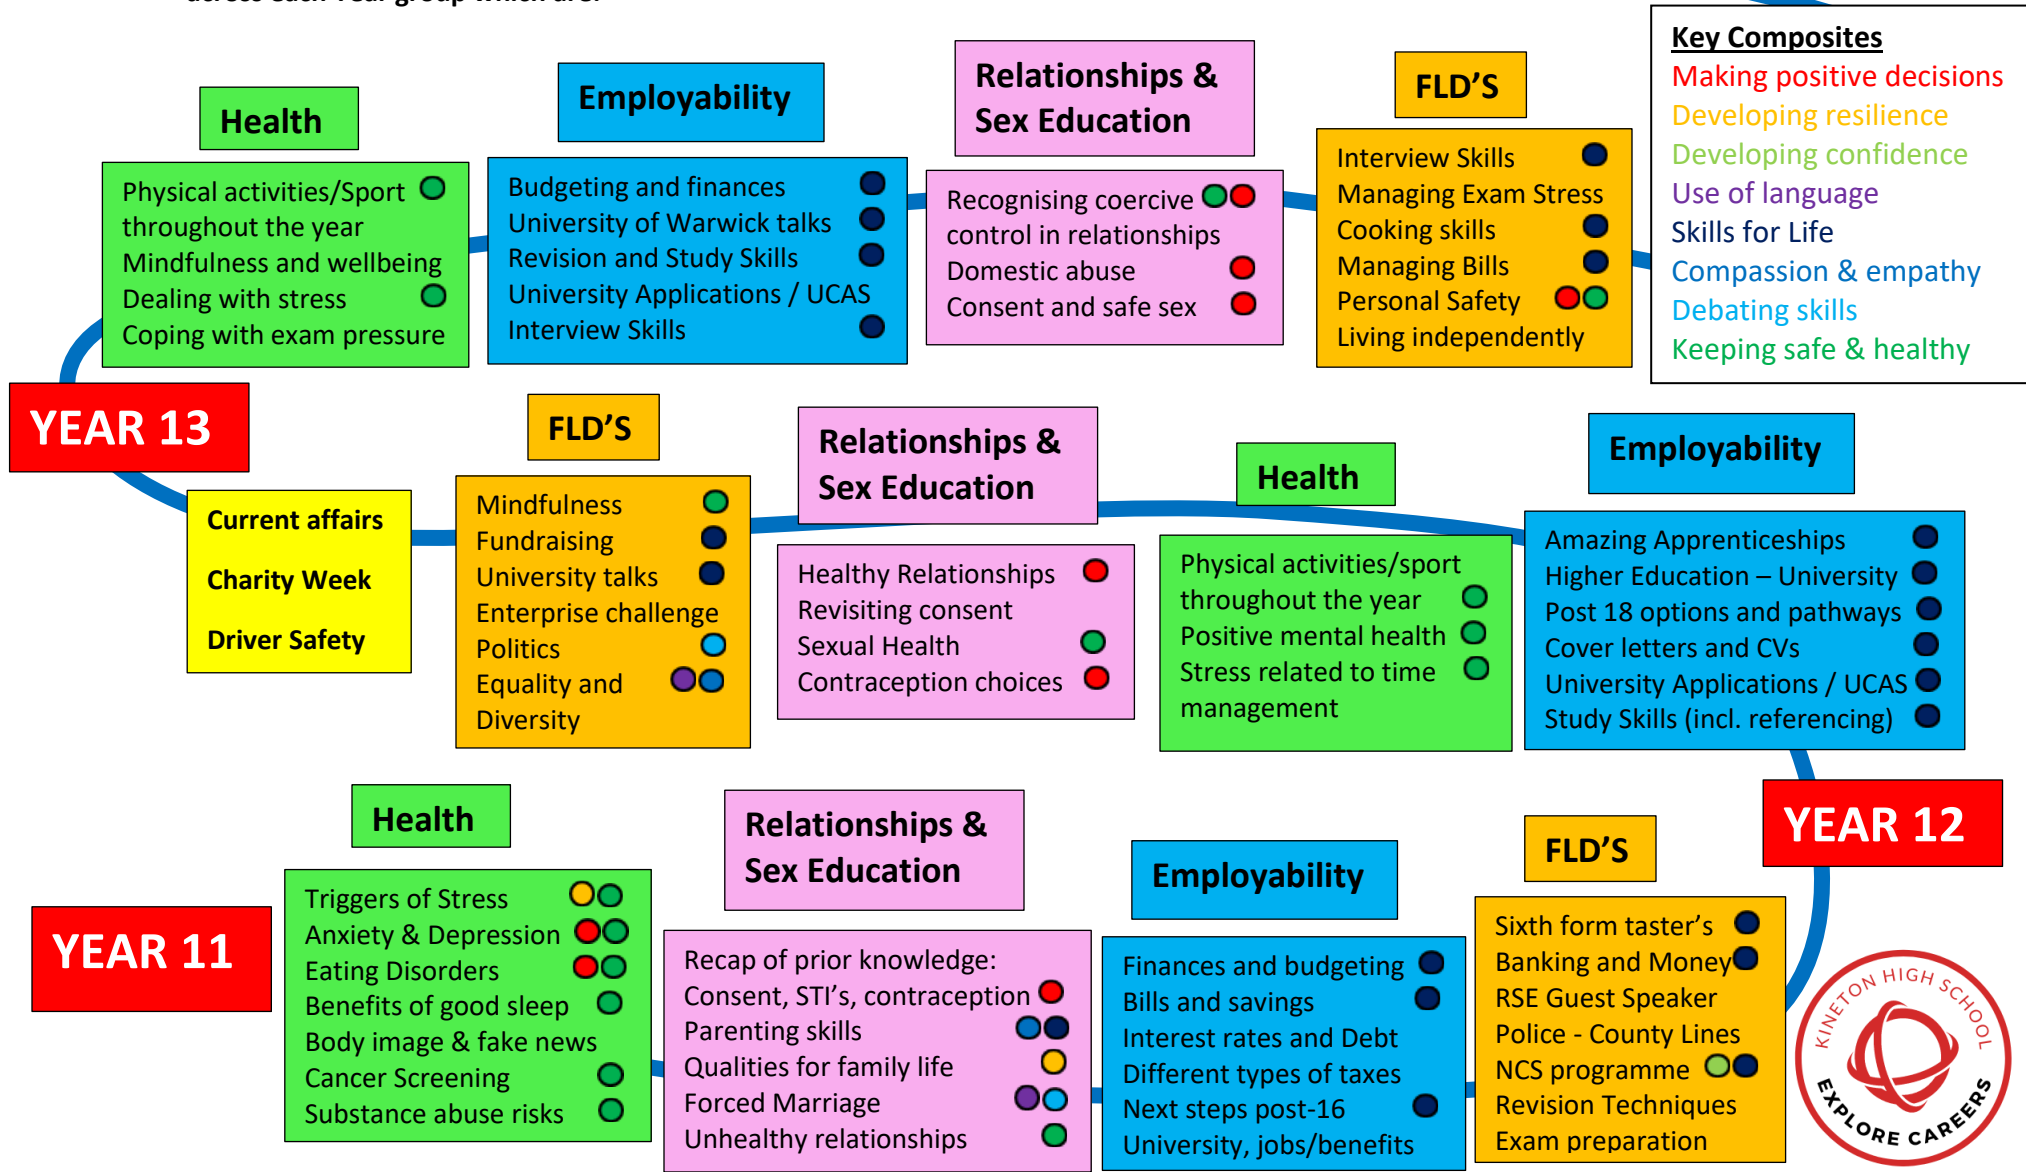 across each Year group which are:
Key Composites
Making positive decisions
Developing resilience
Developing confidence
Use of language
Skills for Life
Compassion & empathy
Debating skills
Keeping safe & healthy
Health
Physical activities/Sport
throughout the year
Mindfulness and wellbeing
Dealing with stress
Coping with exam pressure
Employability
Budgeting and finances
University of Warwick talks
Revision and Study Skills
University Applications / UCAS
Interview Skills
Relationships &
Sex Education
Recognising coercive
control in relationships
Domestic abuse
Consent and safe sex
FLD'S
Interview Skills
Managing Exam Stress
Cooking skills
Managing Bills
Personal Safety
Living independently
YEAR 13
Current affairs
Charity Week
Driver Safety
FLD'S
Mindfulness
Fundraising
University talks
Enterprise challenge
Politics
Equality and
Diversity
Relationships &
Sex Education
Healthy Relationships
Revisiting consent
Sexual Health
Contraception choices
Health
Physical activities/sport
throughout the year
Positive mental health
Stress related to time
management
Employability
Amazing Apprenticeships
Higher Education – University
Post 18 options and pathways
Cover letters and CVs
University Applications / UCAS
Study Skills (incl. referencing)
YEAR 12
YEAR 11
Health
Triggers of Stress
Anxiety & Depression
Eating Disorders
Benefits of good sleep
Body image & fake news
Cancer Screening
Substance abuse risks
Relationships &
Sex Education
Recap of prior knowledge:
Consent, STI's, contraception
Parenting skills
Qualities for family life
Forced Marriage
Unhealthy relationships
Employability
Finances and budgeting
Bills and savings
Interest rates and Debt
Different types of taxes
Next steps post-16
University, jobs/benefits
FLD'S
Sixth form taster's
Banking and Money
RSE Guest Speaker
Police - County Lines
NCS programme
Revision Techniques
Exam preparation
KINETON HIGH SCHOOL
EXPLORE CAREERS